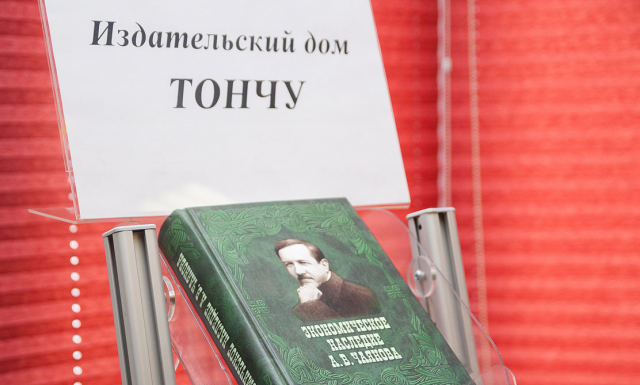 Издательский дом
ТОНЧУ
ЭКОНОМИЧЕСКОЕ
НАСЛЕДИЕ
А. В. ЧАЯНОВА